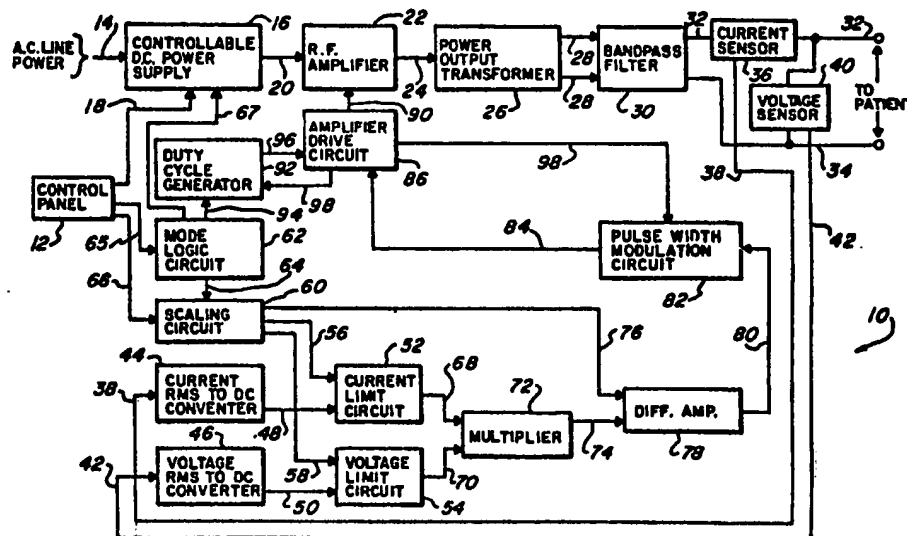 14
16
22
32
32
A.C. LINE
POWER
CONTROLLABLE
D.C. POWER
SUPPLY
R.F.
AMPLIFIER
POWER
OUTPUT
TRANSFORMER
BANDPASS
FILTER
CURRENT
SENSOR
20
24
28
28
26
30
36
40
TO
PATIENT
VOLTAGE
SENSOR
34
18
67
90
DUTY
CYCLE
GENERATOR
96
92
98
AMPLIFIER
DRIVE
CIRCUIT
86
98
38
42
CONTROL
PANEL
12
65
66
94
MODE
LOGIC
CIRCUIT
62
64
84
PULSE WIDTH
MODULATION
CIRCUIT
82
SCALING
CIRCUIT
60
56
76
80
10
44
38
CURRENT
RMS TO DC
CONVERTER
48
52
CURRENT
LIMIT
CIRCUIT
68
72
MULTIPLIER
74
DIFF. AMP.
78
46
42
VOLTAGE
RMS TO DC
CONVERTER
50
58
VOLTAGE
LIMIT
CIRCUIT
70
54